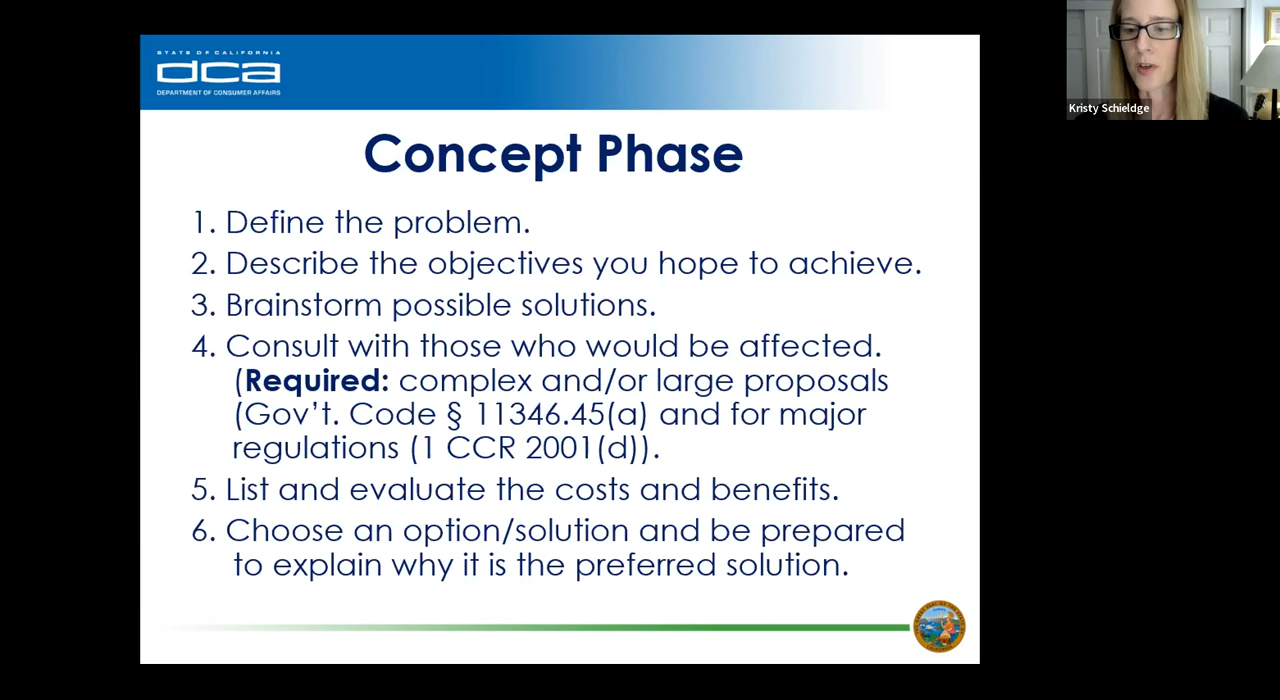 STATE OF CALIFORNIA
dca
DEPARTMENT OF CONSUMER AFFAIRS
Kristy Schieldge
Concept Phase
1. Define the problem.
2. Describe the objectives you hope to achieve.
3. Brainstorm possible solutions.
4. Consult with those who would be affected.
(Required: complex and/or large proposals
(Gov’t. Code § 11346.45(a) and for major
regulations (1 CCR 2001(d)).
5. List and evaluate the costs and benefits.
6. Choose an option/solution and be prepared
to explain why it is the preferred solution.